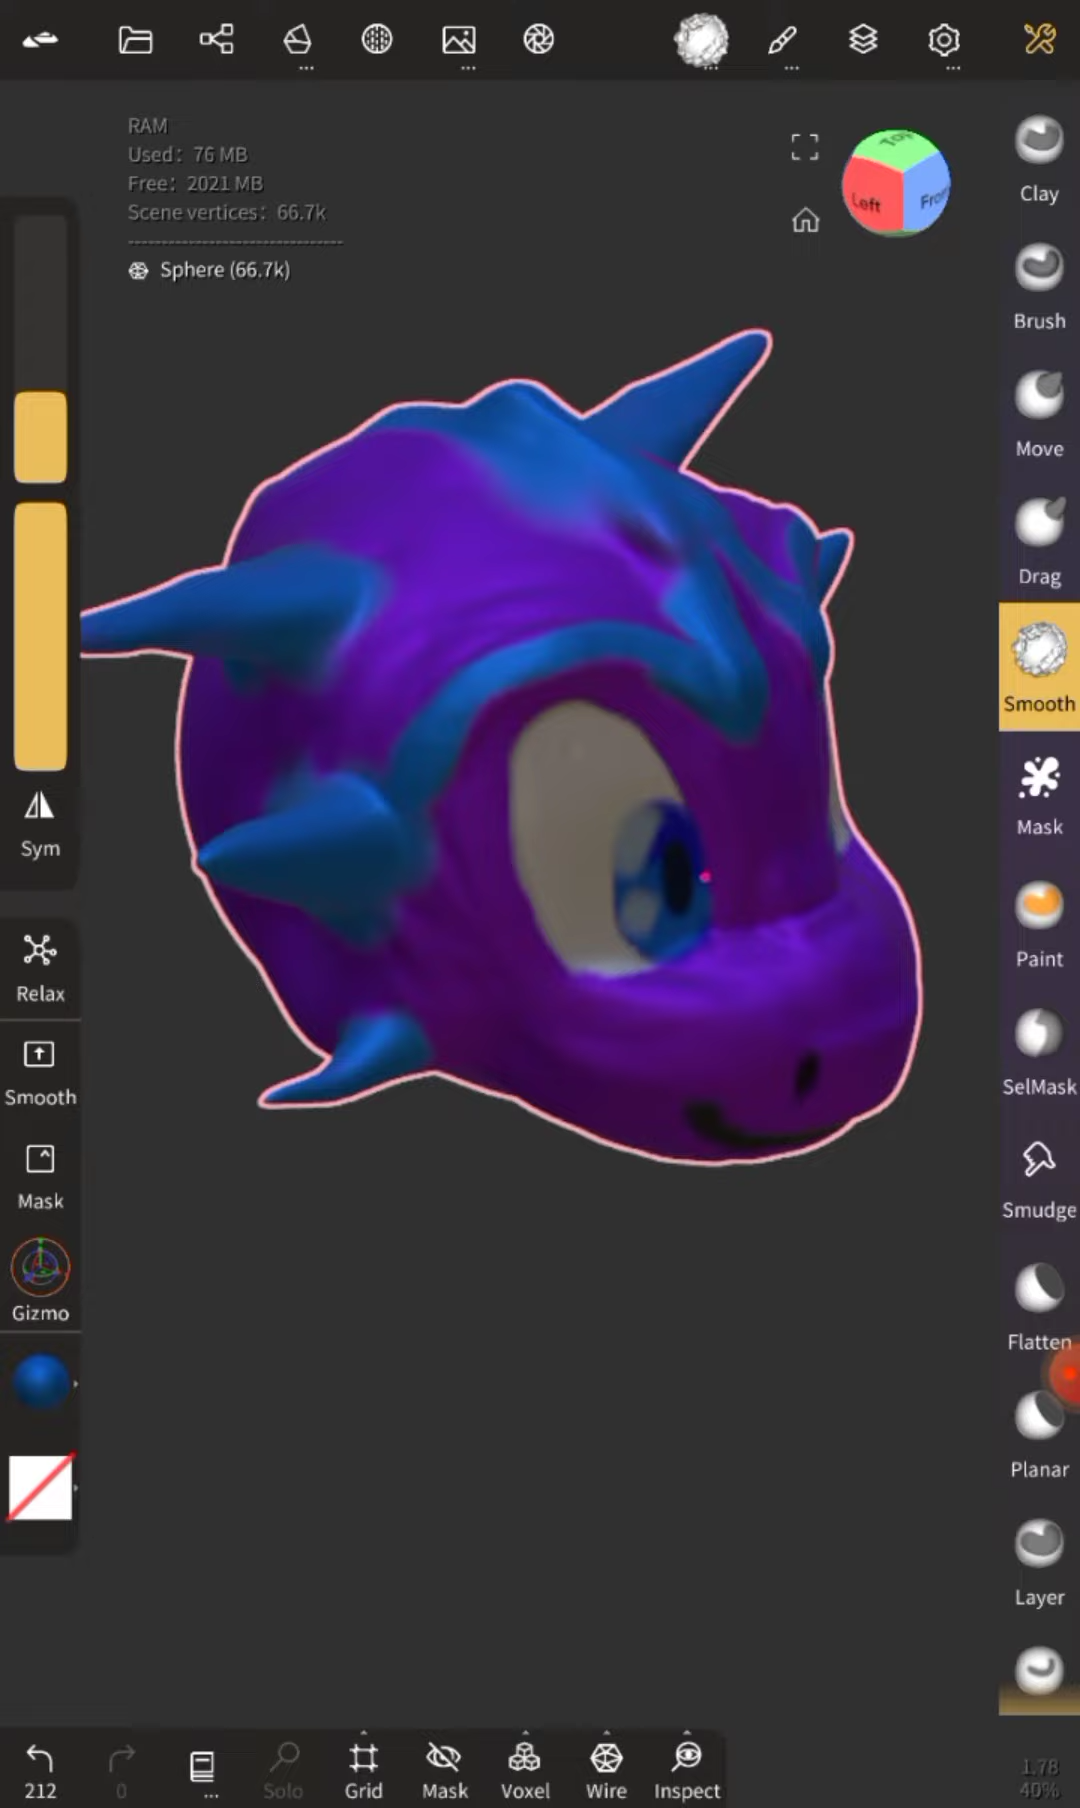 RAM
Used: 76 MB
Free: 2021 MB
Scene vertices: 66.7k
---------------------------------
Sphere (66.7k)
Top
Left
Fron
Clay
Brush
Move
Drag
Smooth
Mask
Paint
SelMask
Smudge
Flatten
Planar
Layer
Sym
Relax
Smooth
Mask
Gizmo
212
0
...
Solo
Grid
Mask
Voxel
Wire
Inspect
1.78
40%